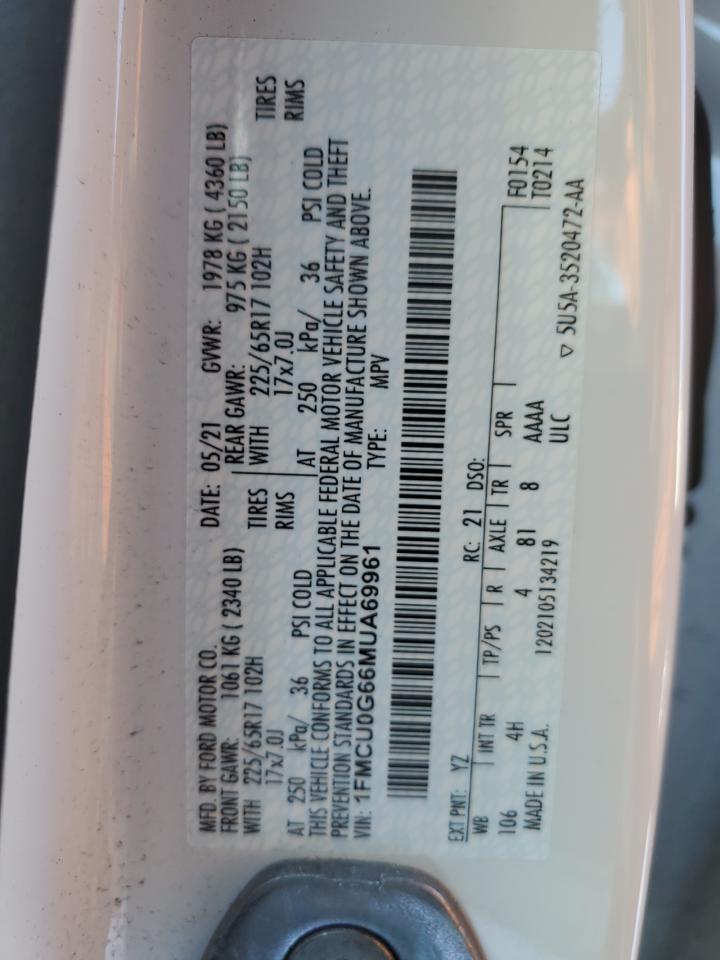 MFD. BY FORD MOTOR CO. DATE: 05/21 GVWR: 1978 KG ( 4360 LB)
FRONT GAWR: 1061 KG ( 2340 LB) REAR GAWR: 975 KG ( 2150 LB)
WITH 225/65R17 102H TIRES WITH 225/65R17 102H TIRES
17x7.0J RIMS 17x7.0J RIMS
AT 250 kPa/ 36 PSI COLD AT 250 kPa/ 36 PSI COLD
THIS VEHICLE CONFORMS TO ALL APPLICABLE FEDERAL MOTOR VEHICLE SAFETY AND THEFT
PREVENTION STANDARDS IN EFFECT ON THE DATE OF MANUFACTURE SHOWN ABOVE.
VIN: 1FMCU0G66MUA69961 TYPE: MPV
EXT PNT: YZ RC: 21 DSO:
WB INT TR TP/PS R AXLE TR SPR F0154
106 4H 4 81 8 AAAA T0214
MADE IN U.S.A. 1202105134219 ULC
▽ 5U5A-3520472-AA